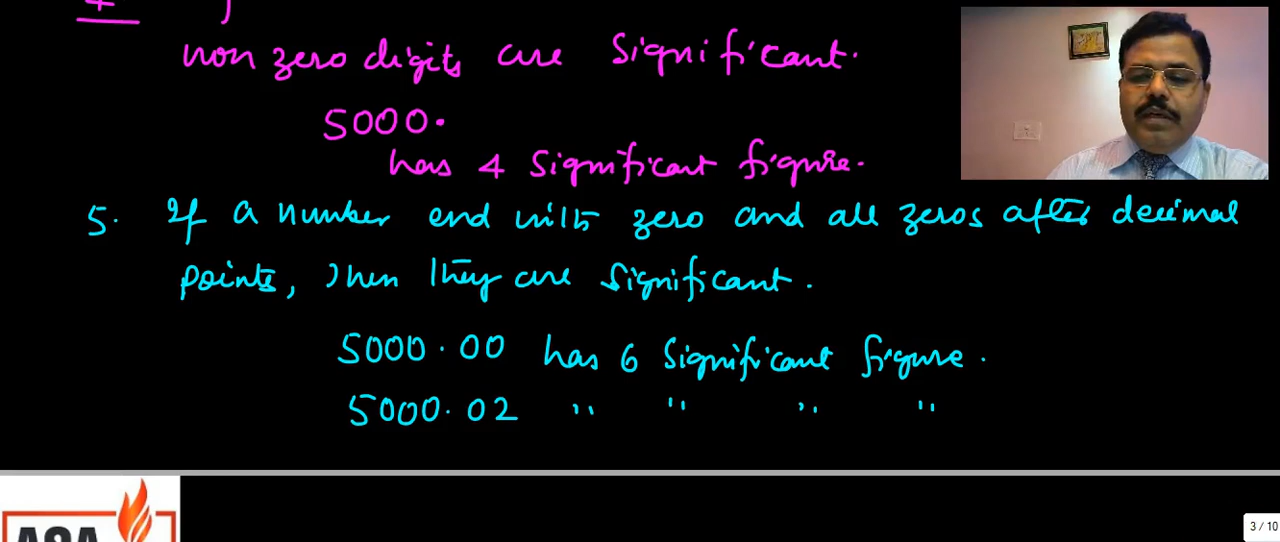 non zero digits are significant.
5000.
has 4 significant figure.
5. If a number end with zero and all zeros after decimal
points, then they are significant.
5000.00 has 6 significant figure.
5000.02 " " " "
3 / 10